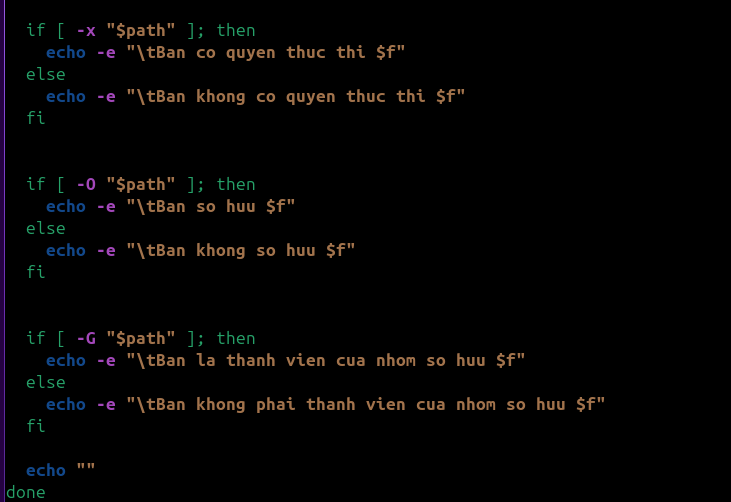 if [ -x "$path" ]; then
echo -e "\tBan co quyen thuc thi $f"
else
echo -e "\tBan khong co quyen thuc thi $f"
fi
if [ -O "$path" ]; then
echo -e "\tBan so huu $f"
else
echo -e "\tBan khong so huu $f"
fi
if [ -G "$path" ]; then
echo -e "\tBan la thanh vien cua nhom so huu $f"
else
echo -e "\tBan khong phai thanh vien cua nhom so huu $f"
fi
echo ""
done